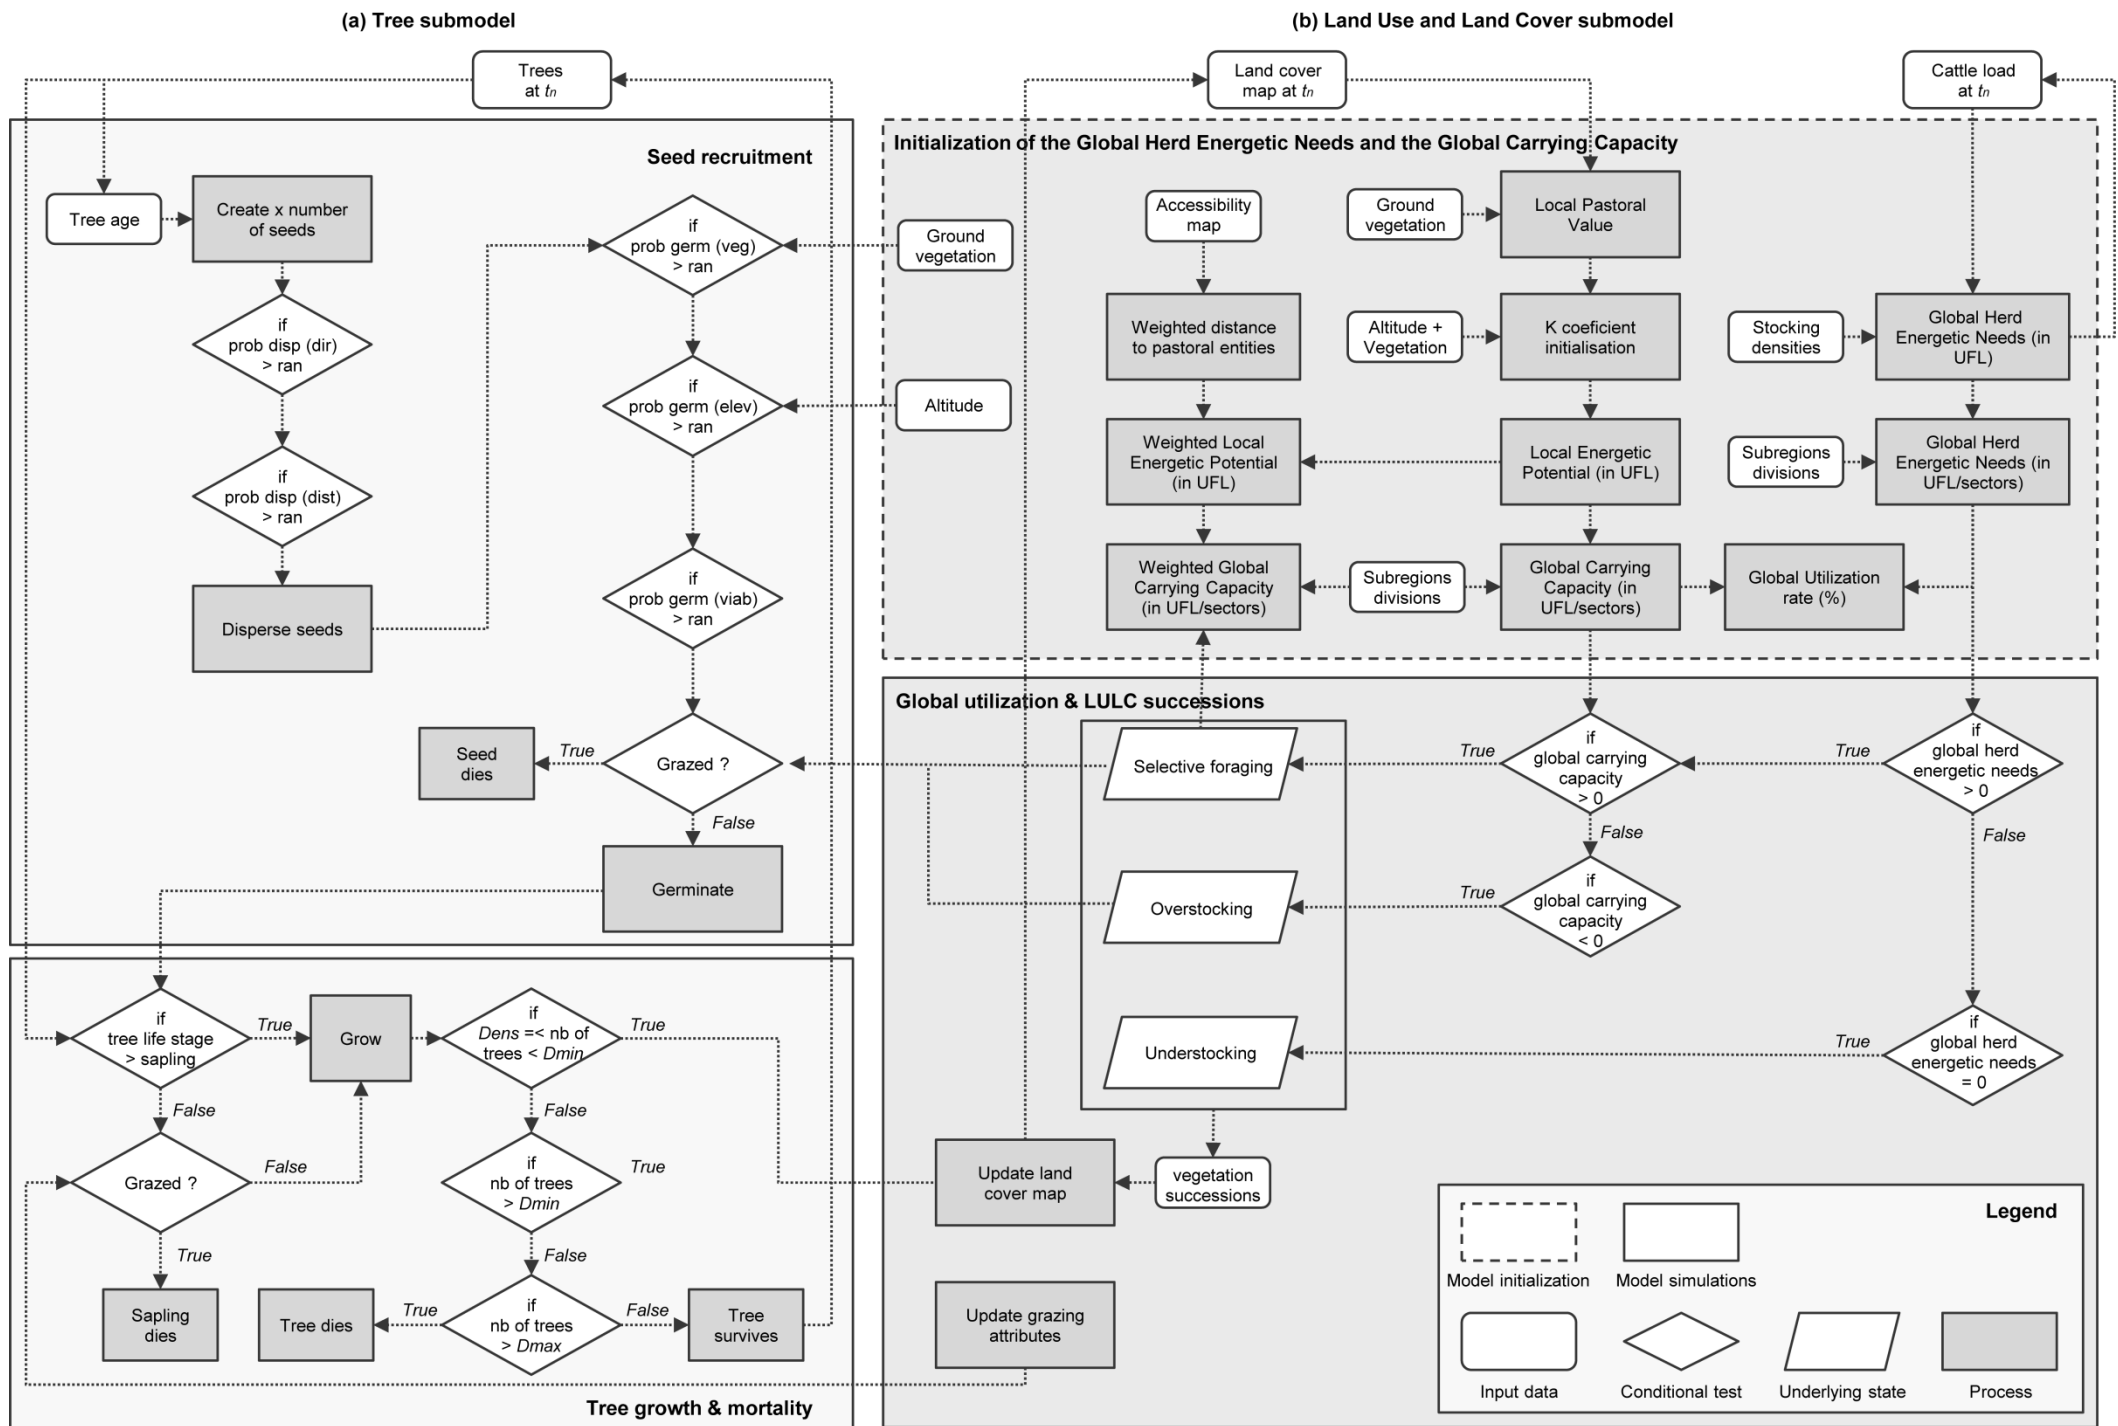 (a) Tree submodel
Trees
at tn
Seed recruitment
Tree age
Create x number
of seeds
if
prob disp (dir)
> ran
if
prob disp (dist)
> ran
Disperse seeds
if
prob germ (veg)
> ran
if
prob germ (elev)
> ran
if
prob germ (viab)
> ran
Grazed ?
True
Seed
dies
False
Germinate
if
tree life stage
> sapling
True
Grow
False
Grazed ?
False
True
Sapling
dies
if
Dens =< nb of
trees < Dmin
True
False
if
nb of trees
> Dmin
True
False
if
nb of trees
> Dmax
True
Tree dies
False
Tree
survives
Tree growth & mortality
(b) Land Use and Land Cover submodel
Land cover
map at tn
Cattle load
at tn
Initialization of the Global Herd Energetic Needs and the Global Carrying Capacity
Ground
vegetation
Altitude
Accessibility
map
Ground
vegetation
Local Pastoral
Value
Weighted distance
to pastoral entities
Altitude +
Vegetation
K coeficient
initialisation
Stocking
densities
Global Herd
Energetic Needs (in
UFL)
Weighted Local
Energetic Potential
(in UFL)
Local Energetic
Potential (in UFL)
Subregions
divisions
Global Herd
Energetic Needs (in
UFL/sectors)
Weighted Global
Carrying Capacity
(in UFL/sectors)
Subregions
divisions
Global Carrying
Capacity (in
UFL/sectors)
Global Utilization
rate (%)
Global utilization & LULC successions
Selective foraging
True
if
global carrying
capacity
> 0
True
if
global herd
energetic needs
> 0
False
False
Overstocking
True
if
global carrying
capacity
< 0
Understocking
True
if
global herd
energetic needs
= 0
Update land
cover map
vegetation
successions
Update grazing
attributes
Legend
Model initialization
Model simulations
Input data
Conditional test
Underlying state
Process